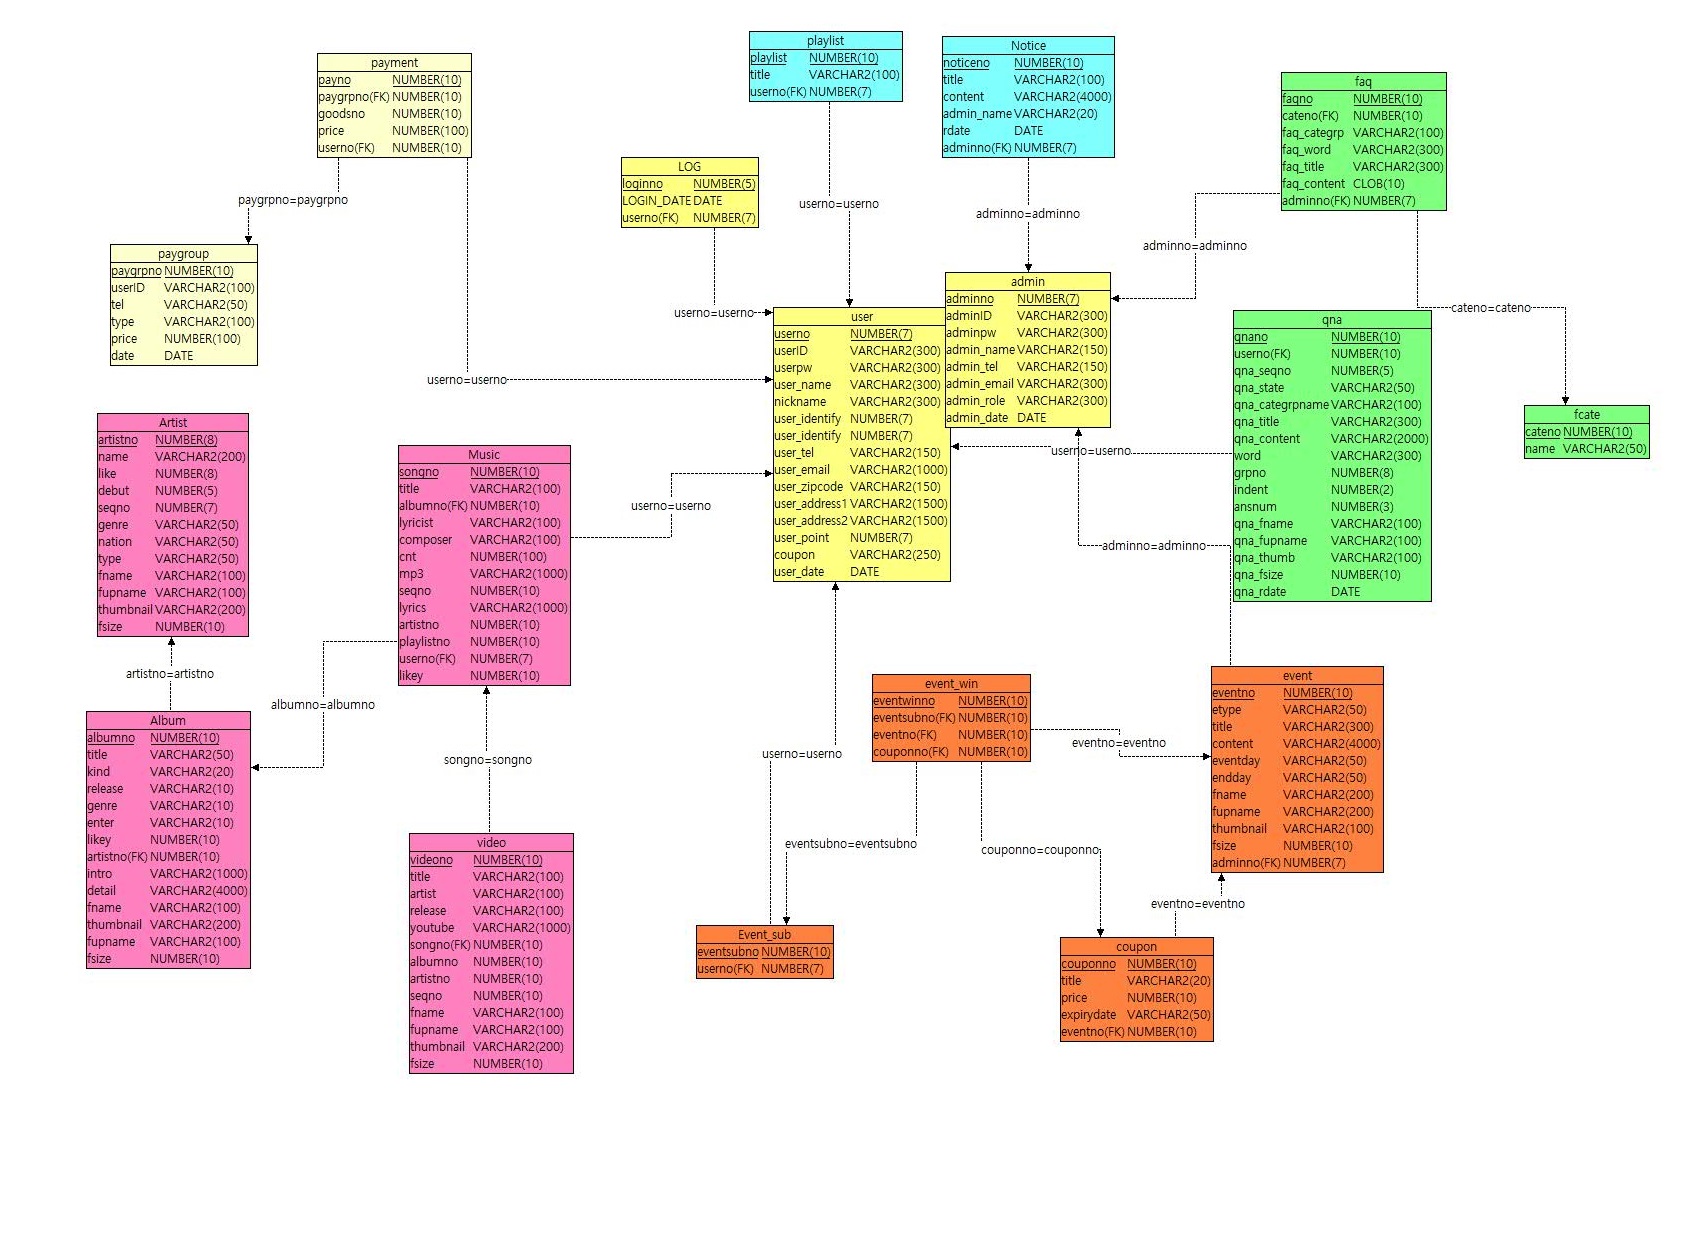 payment
payno NUMBER(10)
paygrpno(FK) NUMBER(10)
goodsno NUMBER(10)
price NUMBER(100)
userno(FK) NUMBER(10)
playlist
playlist NUMBER(10)
title VARCHAR2(100)
userno(FK) NUMBER(7)
Notice
noticeno NUMBER(10)
title VARCHAR2(100)
content VARCHAR2(4000)
admin_name VARCHAR2(20)
rdate DATE
adminno(FK) NUMBER(7)
faq
faqno NUMBER(10)
cateno(FK) NUMBER(10)
faq_categrp VARCHAR2(100)
faq_word VARCHAR2(300)
faq_title VARCHAR2(300)
faq_content CLOB(10)
adminno(FK) NUMBER(7)
LOG
loginno NUMBER(5)
LOGIN_DATE DATE
userno(FK) NUMBER(7)
paygrpno=paygrpno
userno=userno
adminno=adminno
adminno=adminno
paygroup
paygrpno NUMBER(10)
userID VARCHAR2(100)
tel VARCHAR2(50)
type VARCHAR2(100)
price NUMBER(100)
date DATE
userno=userno
userno=userno
cateno=cateno
admin
adminno NUMBER(7)
adminID VARCHAR2(300)
adminpw VARCHAR2(300)
admin_name VARCHAR2(150)
admin_tel VARCHAR2(150)
admin_email VARCHAR2(300)
admin_role VARCHAR2(300)
admin_date DATE
user
userno NUMBER(7)
userID VARCHAR2(300)
userpw VARCHAR2(300)
user_name VARCHAR2(300)
nickname VARCHAR2(300)
user_identify NUMBER(7)
user_identify NUMBER(7)
user_tel VARCHAR2(150)
user_email VARCHAR2(1000)
user_zipcode VARCHAR2(150)
user_address1 VARCHAR2(1500)
user_address2 VARCHAR2(1500)
user_point NUMBER(7)
coupon VARCHAR2(250)
user_date DATE
qna
qnano NUMBER(10)
userno(FK) NUMBER(10)
qna_seqno NUMBER(5)
qna_state VARCHAR2(50)
qna_categrpname VARCHAR2(100)
qna_title VARCHAR2(300)
qna_content VARCHAR2(2000)
word VARCHAR2(300)
grpno NUMBER(8)
indent NUMBER(2)
ansnum NUMBER(3)
qna_fname VARCHAR2(100)
qna_fupname VARCHAR2(100)
qna_thumb VARCHAR2(100)
qna_fsize NUMBER(10)
qna_rdate DATE
fcate
cateno NUMBER(10)
name VARCHAR2(50)
Artist
artistno NUMBER(8)
name VARCHAR2(200)
like NUMBER(8)
debut NUMBER(5)
seqno NUMBER(7)
genre VARCHAR2(50)
nation VARCHAR2(50)
type VARCHAR2(50)
fname VARCHAR2(100)
fupname VARCHAR2(100)
thumbnail VARCHAR2(200)
fsize NUMBER(10)
Music
songno NUMBER(10)
title VARCHAR2(100)
albumno(FK) NUMBER(10)
lyricist VARCHAR2(100)
composer VARCHAR2(100)
cnt NUMBER(100)
mp3 VARCHAR2(1000)
seqno NUMBER(10)
lyrics VARCHAR2(1000)
artistno NUMBER(10)
playlistno NUMBER(10)
userno(FK) NUMBER(7)
likey NUMBER(10)
userno=userno
userno=userno
adminno=adminno
artistno=artistno
albumno=albumno
songno=songno
userno=userno
Album
albumno NUMBER(10)
title VARCHAR2(50)
kind VARCHAR2(20)
release VARCHAR2(10)
genre VARCHAR2(10)
enter VARCHAR2(10)
likey NUMBER(10)
artistno(FK) NUMBER(10)
intro VARCHAR2(1000)
detail VARCHAR2(4000)
fname VARCHAR2(100)
thumbnail VARCHAR2(200)
fupname VARCHAR2(100)
fsize NUMBER(10)
event_win
eventwinno NUMBER(10)
eventsubno(FK) NUMBER(10)
eventno(FK) NUMBER(10)
couponno(FK) NUMBER(10)
eventno=eventno
event
eventno NUMBER(10)
etype VARCHAR2(50)
title VARCHAR2(300)
content VARCHAR2(4000)
eventday VARCHAR2(50)
endday VARCHAR2(50)
fname VARCHAR2(200)
fupname VARCHAR2(200)
thumbnail VARCHAR2(100)
fsize NUMBER(10)
adminno(FK) NUMBER(7)
video
videono NUMBER(10)
title VARCHAR2(100)
artist VARCHAR2(100)
release VARCHAR2(100)
youtube VARCHAR2(1000)
songno(FK) NUMBER(10)
albumno NUMBER(10)
artistno NUMBER(10)
seqno NUMBER(10)
fname VARCHAR2(100)
fupname VARCHAR2(100)
thumbnail VARCHAR2(200)
fsize NUMBER(10)
eventsubno=eventsubno
couponno=couponno
eventno=eventno
Event_sub
eventsubno NUMBER(10)
userno(FK) NUMBER(7)
coupon
couponno NUMBER(10)
title VARCHAR2(20)
price NUMBER(10)
expirydate VARCHAR2(50)
eventno(FK) NUMBER(10)